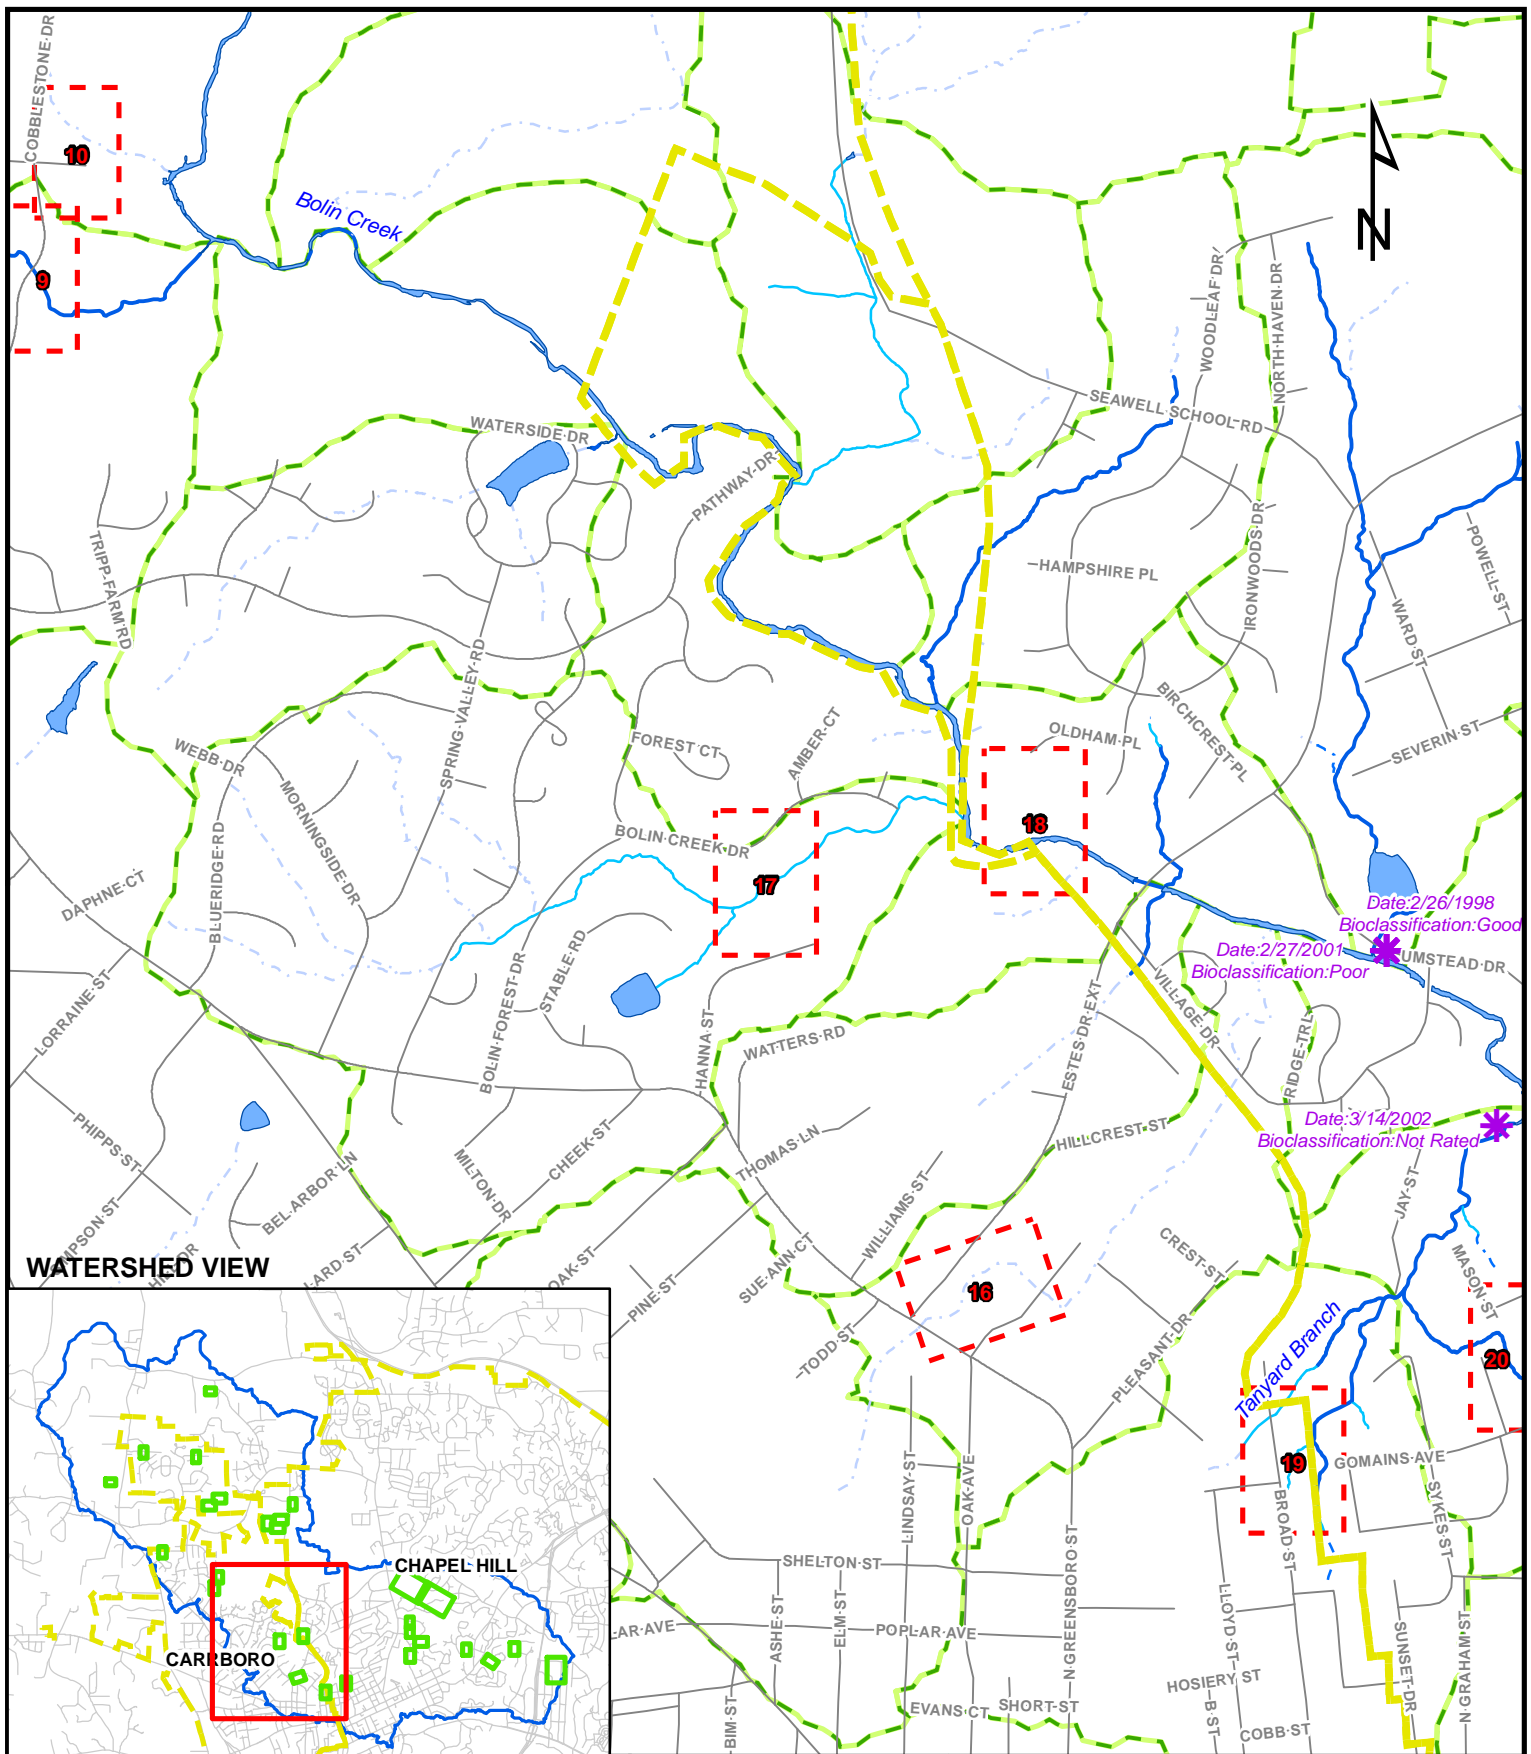 COBBLESTONE DR
10
9
Bolin Creek
N
WOODLEAF DR
NORTH HAVEN DR
SEAWELL SCHOOL RD
WATERSIDE DR
PATHWAY DR
TRIPP FARM RD
HAMPSHIRE PL
IRONWOODS DR
POWELL ST
WARD ST
SPRING VALLEY RD
BIRCHCREST PL
SEVERIN ST
OLDHAM PL
FOREST CT
AMBER CT
WEBB DR
MORNINGSIDE DR
BLUERIDGE RD
BOLIN CREEK DR
18
17
DAPHNE CT
Date:2/26/1998
Bioclassification:Good
Date:2/27/2001
Bioclassification:Poor
UMSTEAD DR
STABLE RD
BOLIN FOREST DR
LORRAINE ST
HANNA ST
WATTERS RD
ESTES DR EXT
VILLAGE DR
RIDGE TRL
Date:3/14/2002
Bioclassification:Not Rated
PHIPPS ST
BEL ARBOR LN
MILTON DR
CHEEK ST
THOMAS LN
HILLCREST ST
WILLIAMS ST
JAY ST
SIMPSON ST
LARD ST
OAK ST
PINE ST
SUE ANN CT
CREST ST
MASON ST
16
TODD ST
PLEASANT DR
Tanyard Branch
20
19
GOMAINS AVE
SYKES ST
BROAD ST
LINDSAY ST
OAK AVE
N GREENSBORO ST
SHELTON ST
ASHE ST
ELM ST
POPLAR AVE
LAR AVE
LLOYD ST
SUNSET DR
N GRAHAM ST
HOSIERY ST
B ST
COBB ST
BIM ST
EVANS CT
SHORT ST
WATERSHED VIEW
CHAPEL HILL
CARRBORO